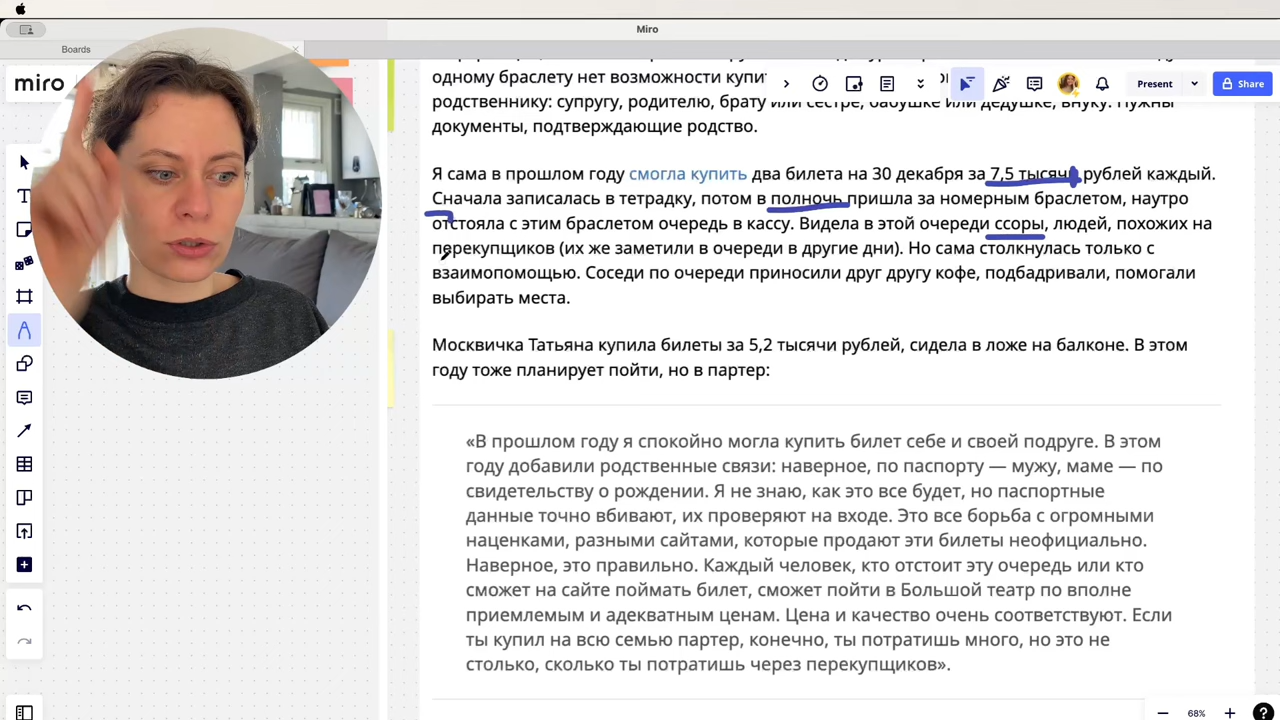 Miro
Boards
miro
Present
Share
одному браслету нет возможности
родственнику: супругу, родителю, брату или сестре, бабушке или дедушке, внуку. Нужны
документы, подтверждающие родство.
Я сама в прошлом году смогла купить два билета на 30 декабря за 7,5 тысячи рублей каждый.
Сначала записалась в тетрадку, потом в полночь пришла за номерным браслетом, наутро
отстояла с этим браслетом очередь в кассу. Видела в этой очереди ссоры, людей, похожих на
перекупщиков (их же заметили в очереди в другие дни). Но сама столкнулась только с
взаимопомощью. Соседи по очереди приносили друг другу кофе, подбадривали, помогали
выбирать места.
Москвичка Татьяна купила билеты за 5,2 тысячи рублей, сидела в ложе на балконе. В этом
году тоже планирует пойти, но в партер:
«В прошлом году я спокойно могла купить билет себе и своей подруге. В этом
году добавили родственные связи: наверное, по паспорту — мужу, маме — по
свидетельству о рождении. Я не знаю, как это все будет, но паспортные
данные точно вбивают, их проверяют на входе. Это все борьба с огромными
наценками, разными сайтами, которые продают эти билеты неофициально.
Наверное, это правильно. Каждый человек, кто отстоит эту очередь или кто
сможет на сайте поймать билет, сможет пойти в Большой театр по вполне
приемлемым и адекватным ценам. Цена и качество очень соответствуют. Если
ты купил на всю семью партер, конечно, ты потратишь много, но это не
столько, сколько ты потратишь через перекупщиков».
68%